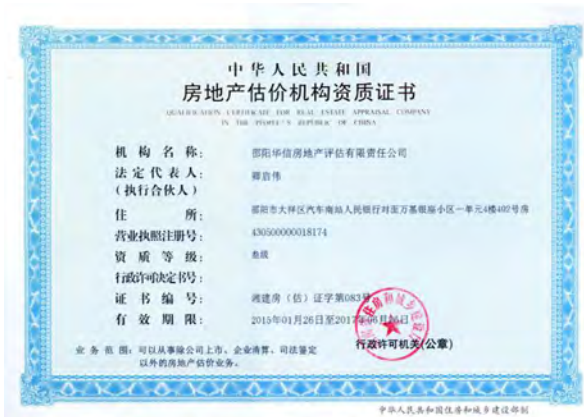 中华人民共和国
房地产估价机构资质证书
QUALIFICATION CERTIFICATE FOR REAL ESTATE APPRAISAL COMPANY
IN THE PEOPLE'S REPUBLIC OF CHINA
机构名称: 邵阳华信房地产评估有限责任公司
法定代表人: 卿启伟
(执行合伙人)
住所: 邵阳市大祥区汽车南站人民银行对面万基银座小区一单元4楼402号房
营业执照注册号: 430500000018174
资质等级: 叁级
行政许可决定书号:
证书编号: 湘建房(估)证字第083号
有效期限: 2015年01月26日至2017年06月26日
行政许可机关(公章)
业务范围: 可以从事除公司上市、企业清算、司法鉴定
以外的房地产估价业务。
中华人民共和国住房和城乡建设部制